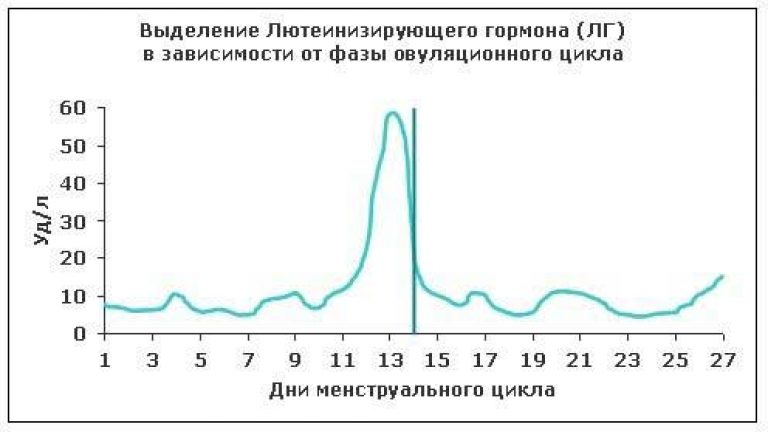 Выделение Лютеинизирующего гормона (ЛГ)
в зависимости от фазы овуляционного цикла
60
50
40
30
20
10
0
Уд/л
1 3 5 7 9 11 13 15 17 19 21 23 25 27
Дни менструального цикла